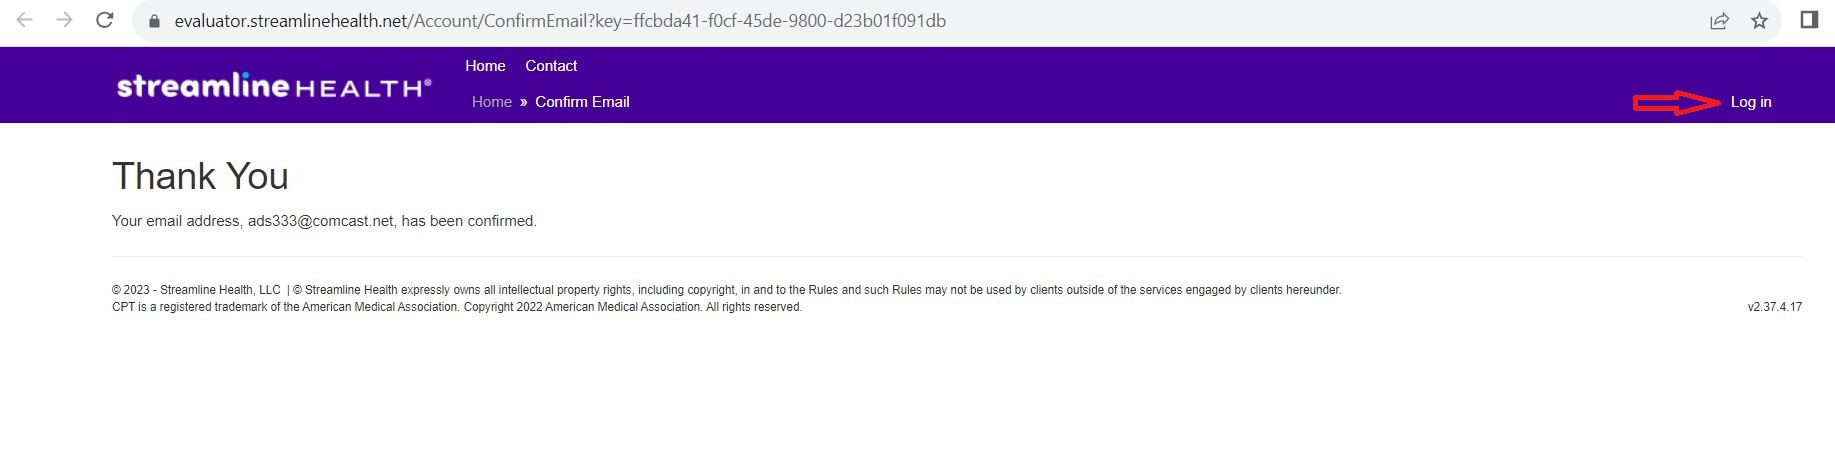 evaluator.streamlinehealth.net/Account/ConfirmEmail?key=ffcbda41-f0cf-45de-9800-d23b01f091db
Home Contact
streamlineHEALTH®
Home » Confirm Email
Log in
Thank You
Your email address, ads333@comcast.net, has been confirmed.
© 2023 - Streamline Health, LLC | © Streamline Health expressly owns all intellectual property rights, including copyright, in and to the Rules and such Rules may not be used by clients outside of the services engaged by clients hereunder.
CPT is a registered trademark of the American Medical Association. Copyright 2022 American Medical Association. All rights reserved.
v2.37.4.17